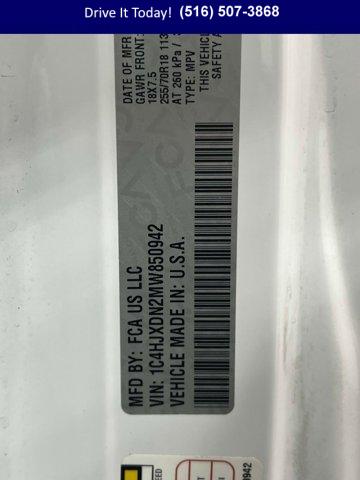 Drive It Today! (516) 507-3868
MFD BY: FCA US LLC
DATE OF MFR
GAWR FRONT:
18X7.5
255/70R18 113
AT 260 kPa /
TYPE: MPV
THIS VEHICLE
SAFETY A
VIN: 1C4HJXDN2MW850942
VEHICLE MADE IN: U.S.A.
0942